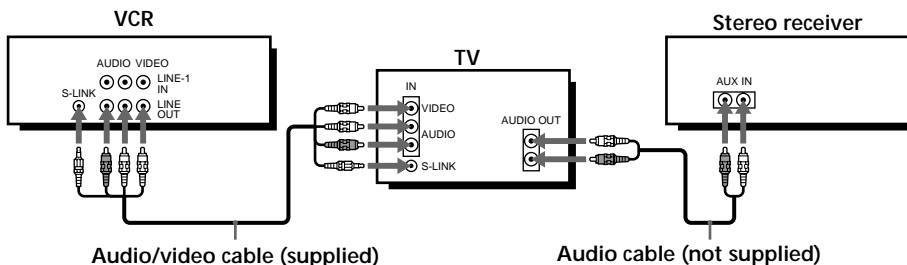 VCR
AUDIO VIDEO
LINE-1
IN
S-LINK
LINE
OUT
TV
IN
VIDEO
AUDIO
S-LINK
AUDIO OUT
Stereo receiver
AUX IN
Audio/video cable (supplied)
Audio cable (not supplied)